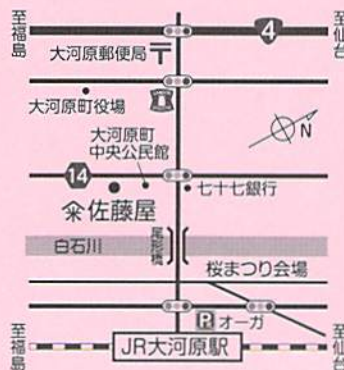 至福島
4
至仙台
大河原郵便局
大河原町役場
N
大河原町
中央公民館
14
七十七銀行
佐藤屋
白石川
尾形橋
桜まつり会場
P オーガ
至福島
JR大河原駅
至仙台